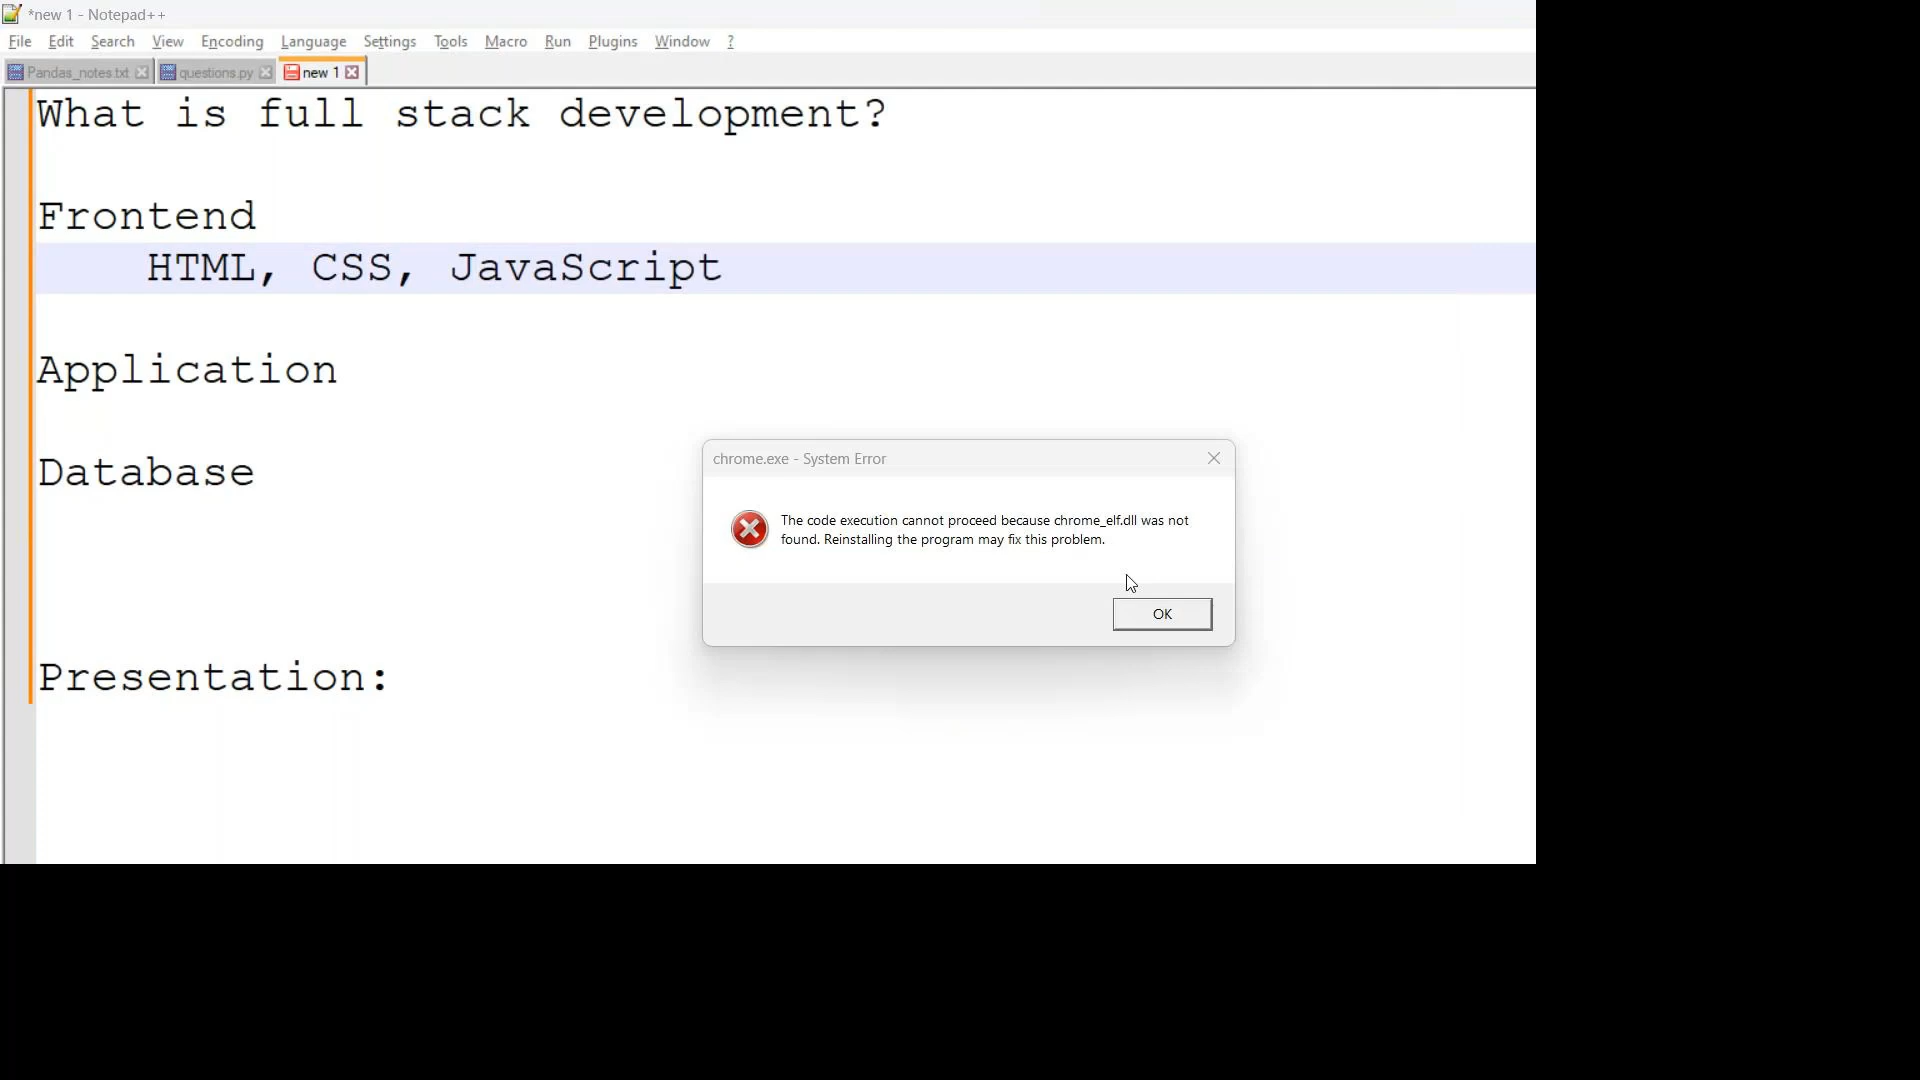 *new 1 - Notepad++
File Edit Search View Encoding Language Settings Tools Macro Run Plugins Window ?
Pandas_notes.txt questions.py new 1
What is full stack development?
Frontend
HTML, CSS, JavaScript
Application
Database
chrome.exe - System Error
The code execution cannot proceed because chrome_elf.dll was not
found. Reinstalling the program may fix this problem.
OK
Presentation: